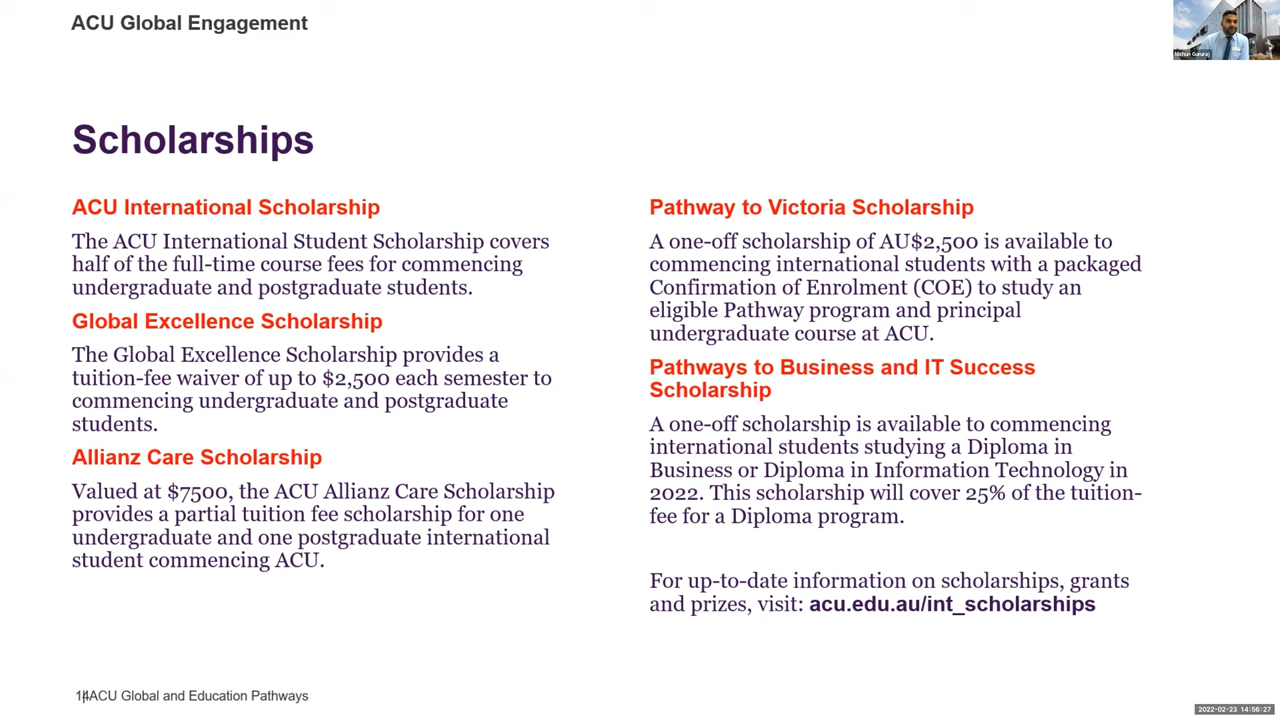 ACU Global Engagement
Scholarships
ACU International Scholarship
The ACU International Student Scholarship covers
half of the full-time course fees for commencing
undergraduate and postgraduate students.
Global Excellence Scholarship
The Global Excellence Scholarship provides a
tuition-fee waiver of up to $2,500 each semester to
commencing undergraduate and postgraduate
students.
Allianz Care Scholarship
Valued at $7500, the ACU Allianz Care Scholarship
provides a partial tuition fee scholarship for one
undergraduate and one postgraduate international
student commencing ACU.
Pathway to Victoria Scholarship
A one-off scholarship of AU$2,500 is available to
commencing international students with a packaged
Confirmation of Enrolment (COE) to study an
eligible Pathway program and principal
undergraduate course at ACU.
Pathways to Business and IT Success
Scholarship
A one-off scholarship is available to commencing
international students studying a Diploma in
Business or Diploma in Information Technology in
2022. This scholarship will cover 25% of the tuition-
fee for a Diploma program.
For up-to-date information on scholarships, grants
and prizes, visit: acu.edu.au/int_scholarships
14|ACU Global and Education Pathways
Mithun Gururaj
2022-02-23 14:56:27